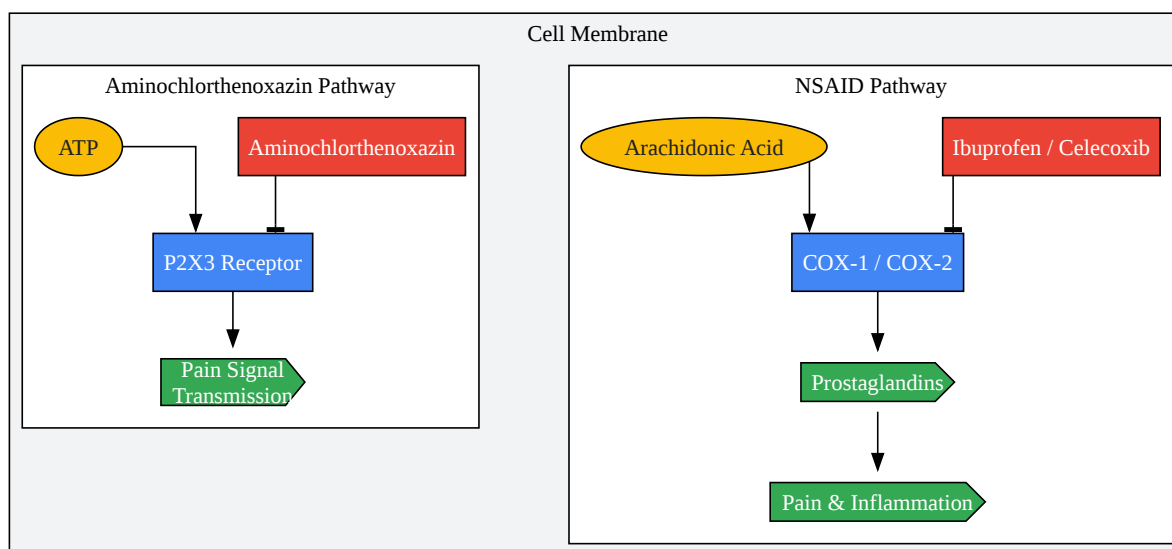 Cell Membrane
Aminochlorthenoxazin Pathway
ATP
Aminochlorthenoxazin
P2X3 Receptor
Pain Signal
Transmission
NSAID Pathway
Arachidonic Acid
Ibuprofen / Celecoxib
COX-1 / COX-2
Prostaglandins
Pain & Inflammation